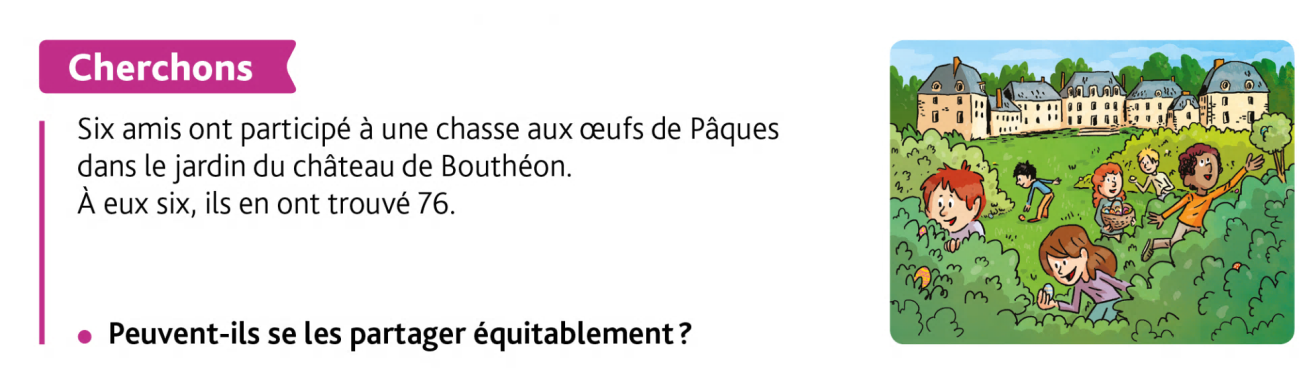 Cherchons
Six amis ont participé à une chasse aux œufs de Pâques
dans le jardin du château de Bouthéon.
À eux six, ils en ont trouvé 76.
● Peuvent-ils se les partager équitablement ?